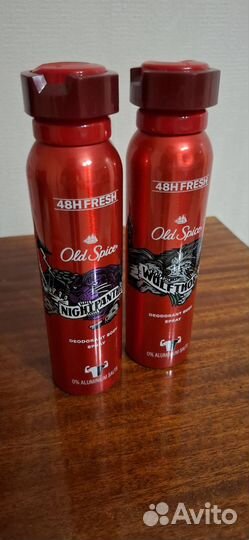 48H FRESH
Old Spice
NIGHTPANTHER
DEODORANT BODY
SPRAY
0% ALUMINIUM SALTS
48H FRESH
Old Spice
WOLFTHORN
DEODORANT BODY
SPRAY
0% ALUMINIUM SALTS
Avito